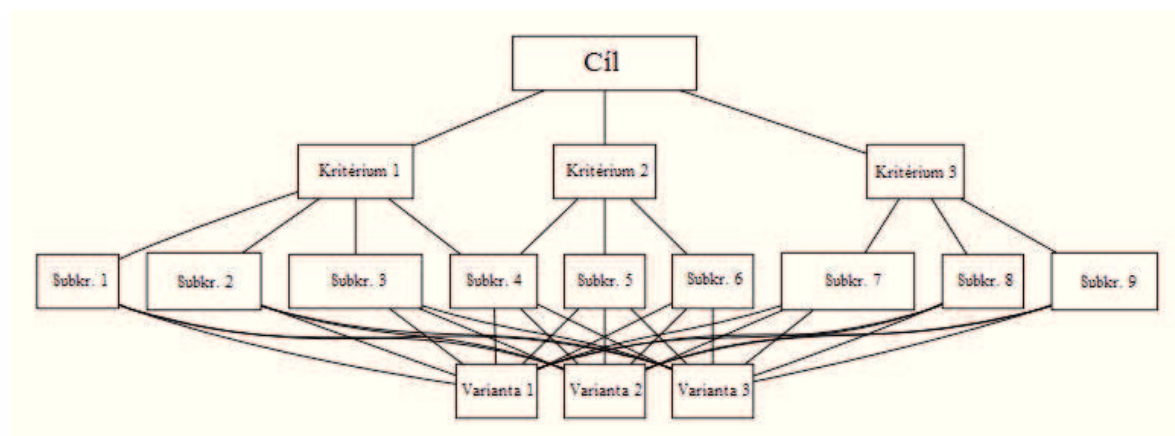 Cíl
Kritérium 1
Kritérium 2
Kritérium 3
Subkr. 1
Subkr. 2
Subkr. 3
Subkr. 4
Subkr. 5
Subkr. 6
Subkr. 7
Subkr. 8
Subkr. 9
Varianta 1
Varianta 2
Varianta 3